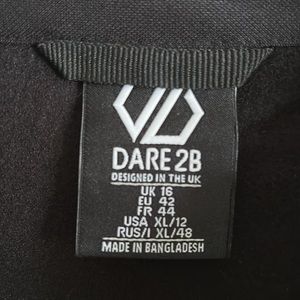 DARE 2B
DESIGNED IN THE UK
UK 16
EU 42
FR 44
USA XL/12
RUS/I XL/48
MADE IN BANGLADESH